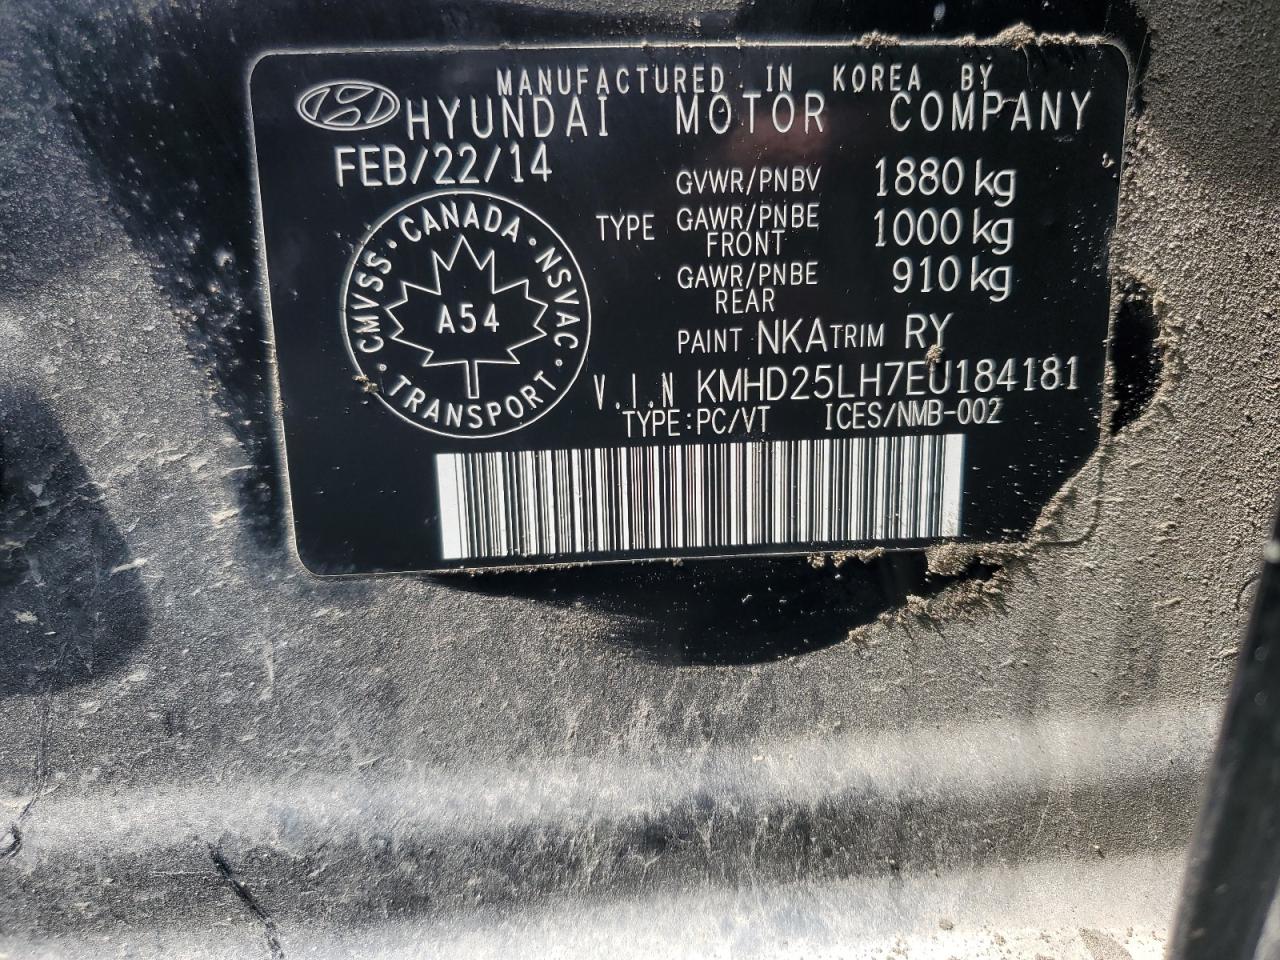 MANUFACTURED IN KOREA BY
HYUNDAI MOTOR COMPANY
FEB/22/14
GVWR/PNBV 1880 kg
TYPE GAWR/PNBE FRONT 1000 kg
GAWR/PNBE REAR 910 kg
CMVSS · CANADA · NSVAC
A54
· TRANSPORT ·
PAINT NKA TRIM RY
V.I.N KMHD25LH7EU184181
TYPE:PC/VT ICES/NMB-002